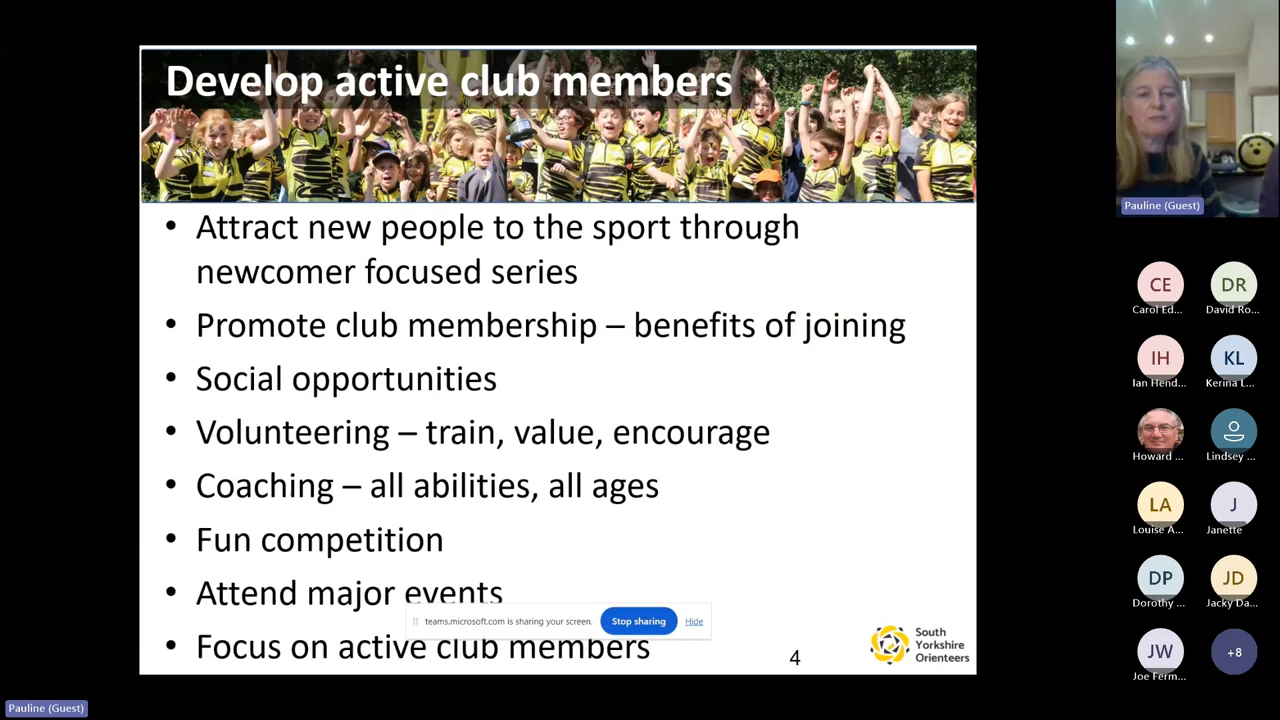 Develop active club members
• Attract new people to the sport through
newcomer focused series
• Promote club membership – benefits of joining
• Social opportunities
• Volunteering – train, value, encourage
• Coaching – all abilities, all ages
• Fun competition
• Attend major events
teams.microsoft.com is sharing your screen.
Stop sharing
Hide
• Focus on active club members
4
South
Yorkshire
Orienteers
Pauline (Guest)
CE
Carol Ed...
DR
David Ro...
IH
Ian Hend...
KL
Kerina L...
Howard ...
Lindsey ...
LA
Louise A...
J
Janette
DP
Dorothy ...
JD
Jacky Da...
JW
Joe Ferm...
+8
Pauline (Guest)